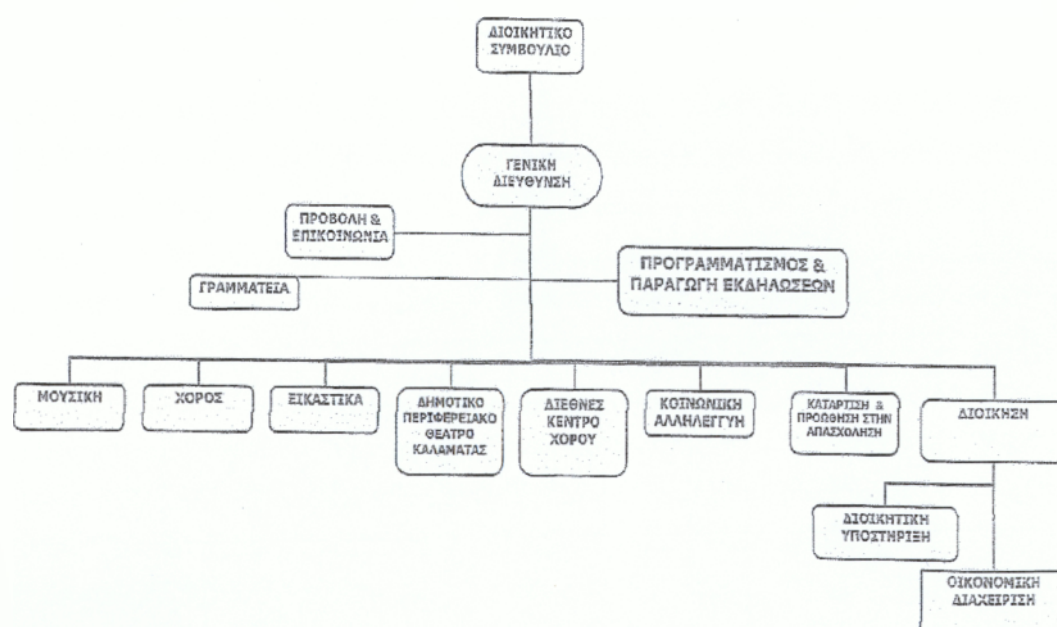 ΔΙΟΙΚΗΤΙΚΟ
ΣΥΜΒΟΥΛΙΟ
ΓΕΝΙΚΗ
ΔΙΕΥΘΥΝΣΗ
ΠΡΟΒΟΛΗ &
ΕΠΙΚΟΙΝΩΝΙΑ
ΓΡΑΜΜΑΤΕΙΑ
ΠΡΟΓΡΑΜΜΑΤΙΣΜΟΣ &
ΠΑΡΑΓΩΓΗ ΕΚΔΗΛΩΣΕΩΝ
ΜΟΥΣΙΚΗ
ΧΟΡΟΣ
ΕΙΚΑΣΤΙΚΑ
ΔΗΜΟΤΙΚΟ
ΠΕΡΙΦΕΡΕΙΑΚΟ
ΘΕΑΤΡΟ
ΚΑΛΑΜΑΤΑΣ
ΔΙΕΘΝΕΣ
ΚΕΝΤΡΟ
ΧΟΡΟΥ
ΚΟΙΝΩΝΙΚΗ
ΑΛΛΗΛΕΓΓΥΗ
ΚΑΤΑΡΤΙΣΗ &
ΠΡΟΩΘΗΣΗ ΣΤΗΝ
ΑΠΑΣΧΟΛΗΣΗ
ΔΙΟΙΚΗΣΗ
ΔΙΟΙΚΗΤΙΚΗ
ΥΠΟΣΤΗΡΙΞΗ
ΟΙΚΟΝΟΜΙΚΗ
ΔΙΑΧΕΙΡΙΣΗ